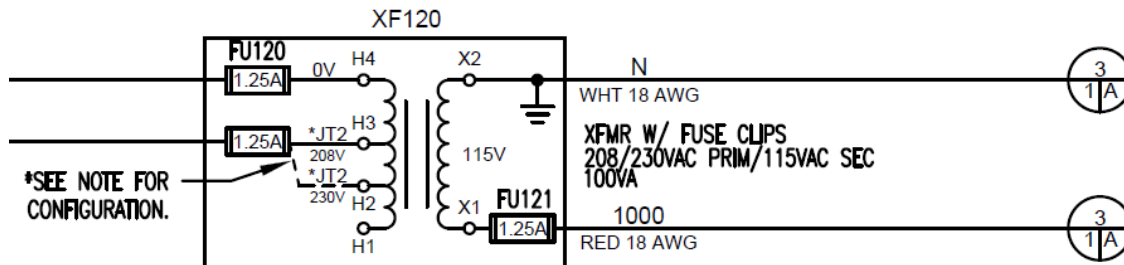 XF120
FU120
1.25A
0V
H4
X2
N
WHT 18 AWG
3
1 A
1.25A
*JT2
208V
H3
*JT2
230V
H2
H1
115V
*SEE NOTE FOR
CONFIGURATION.
XFMR W/ FUSE CLIPS
208/230VAC PRIM/115VAC SEC
100VA
X1
FU121
1.25A
1000
RED 18 AWG
3
1 A